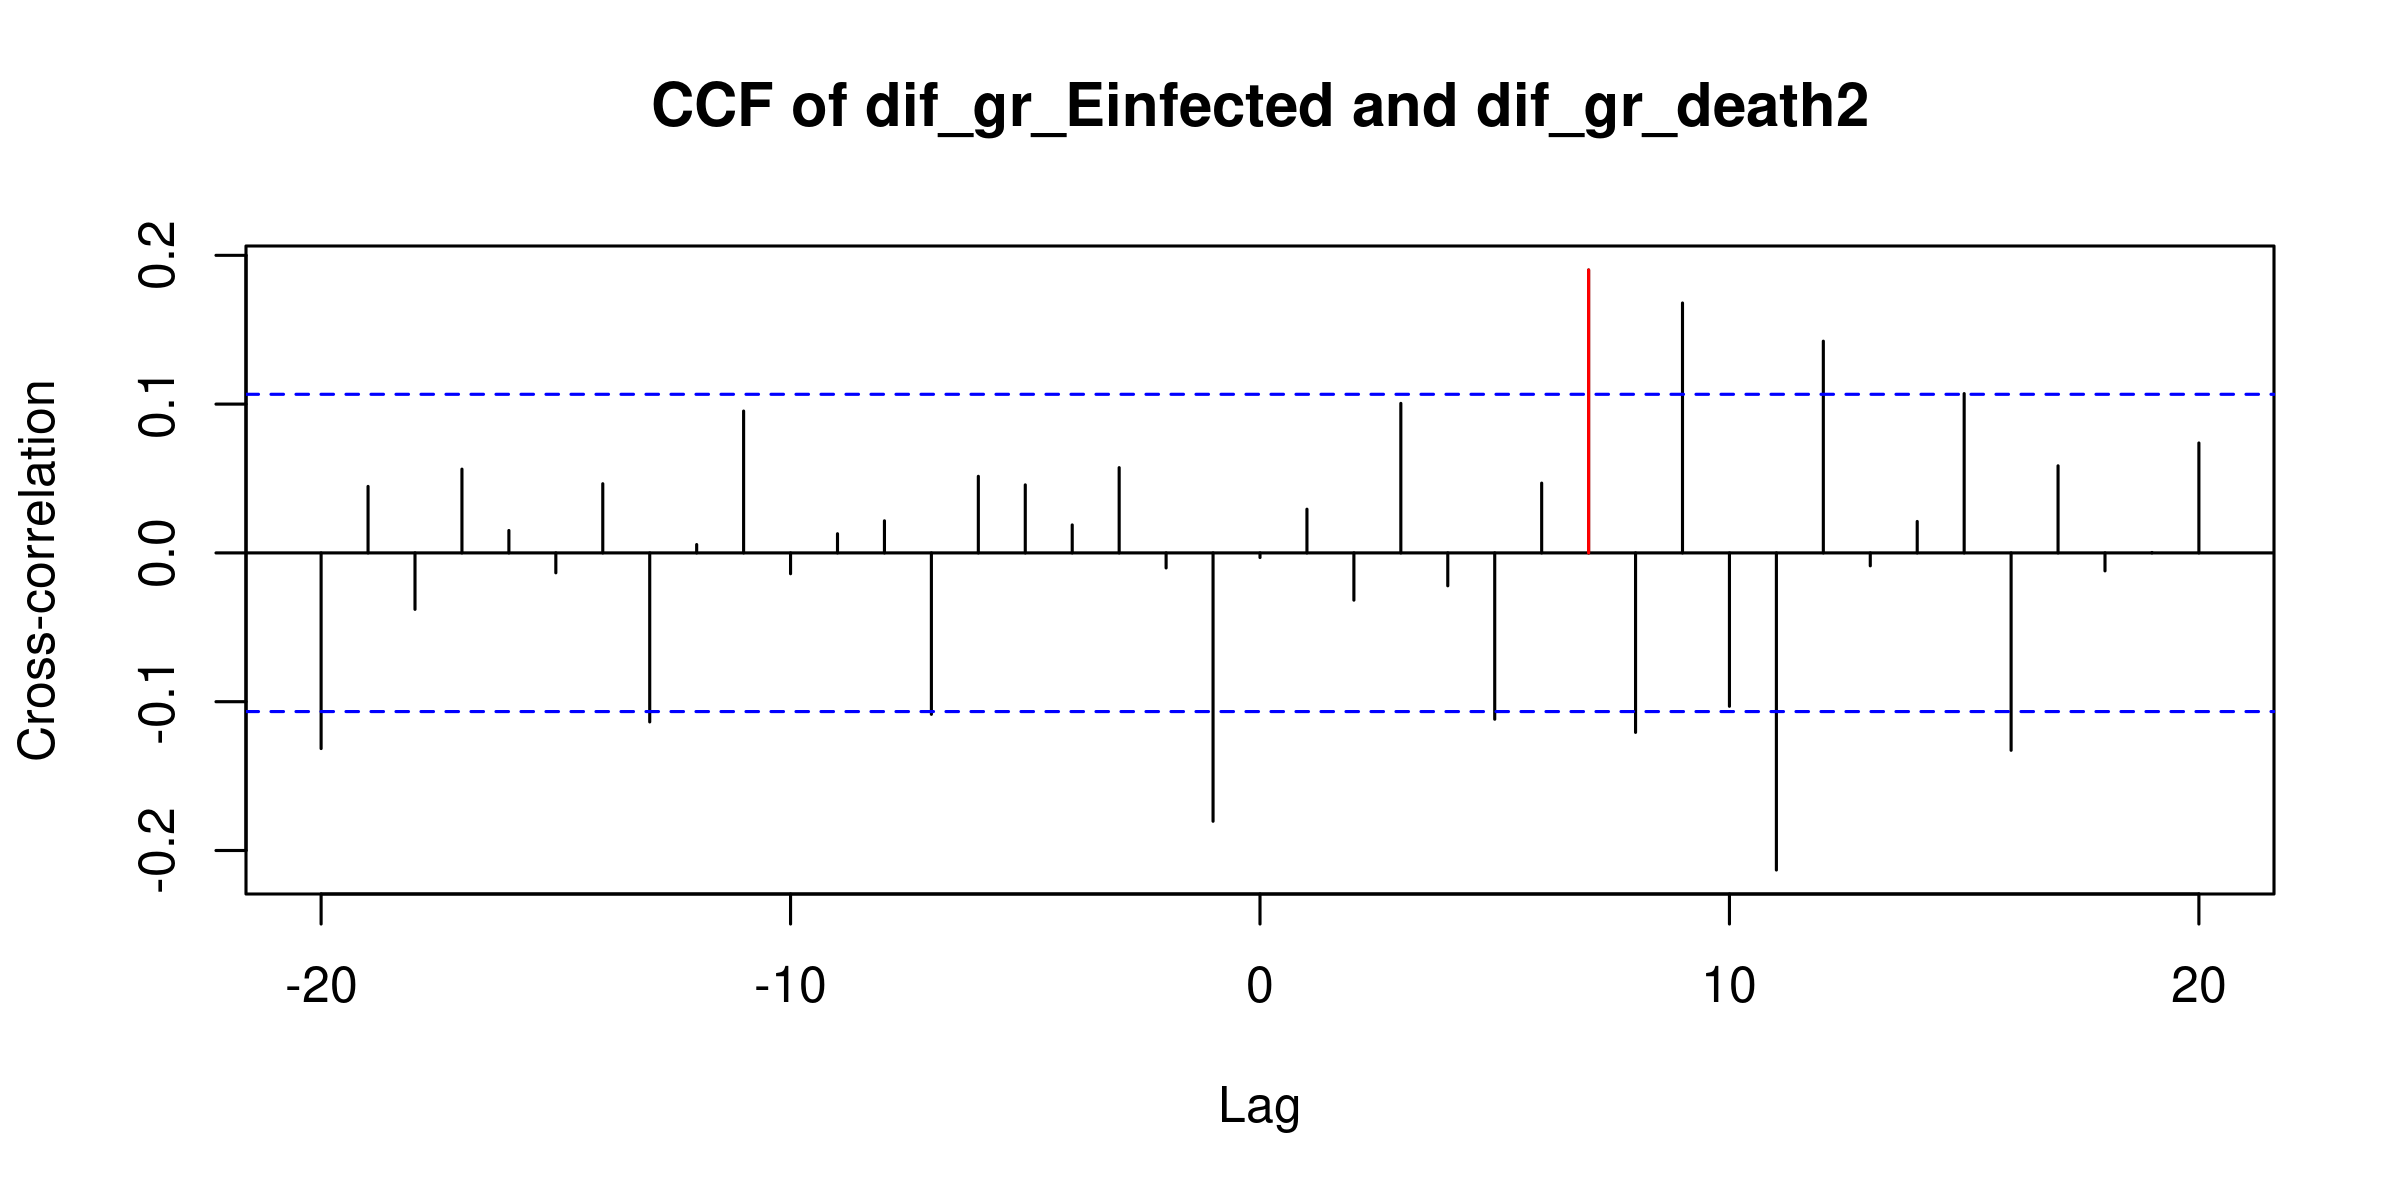 CCF of dif_gr_Einfected and dif_gr_death2
Cross-correlation
0.2
0.1
0.0
-0.1
-0.2
-20 -10 0 10 20
Lag